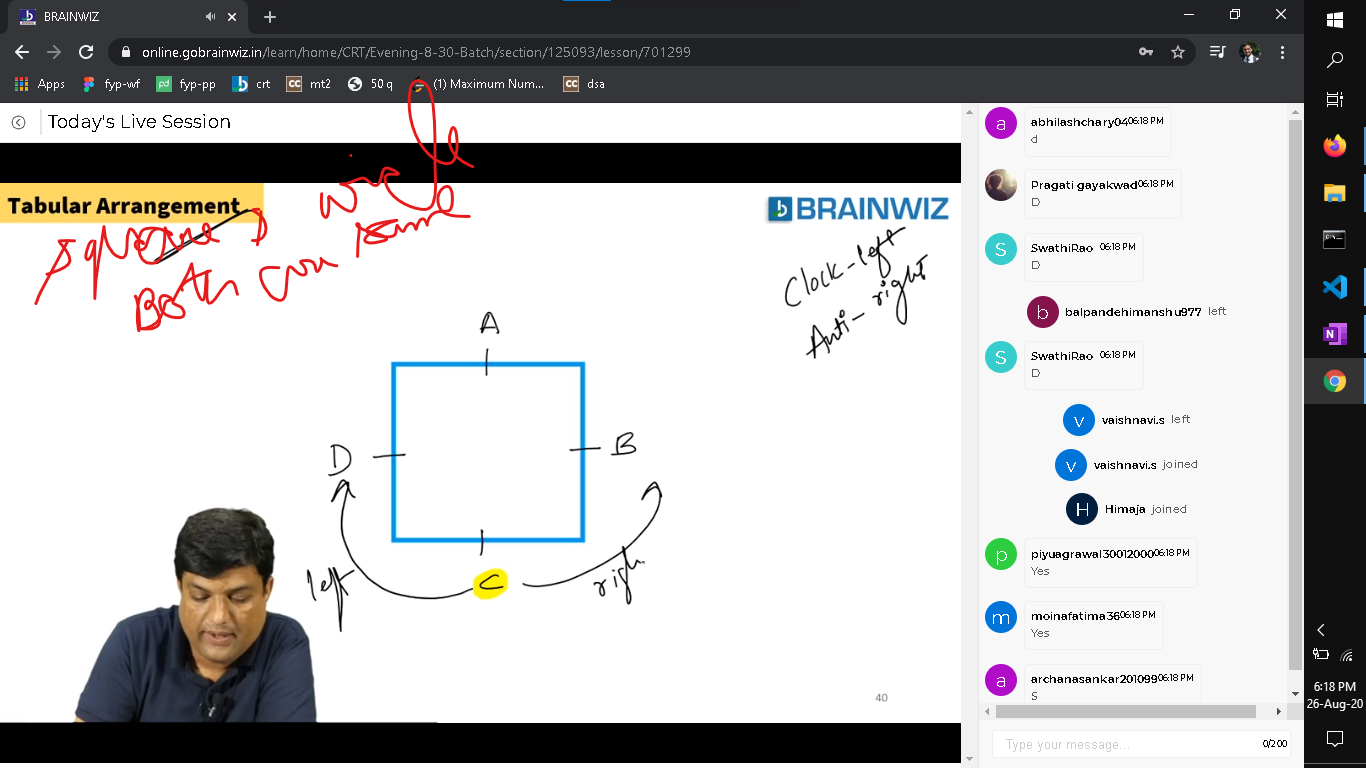 BRAINWIZ
online.gobrainwiz.in/learn/home/CRT/Evening-8-30-Batch/section/125093/lesson/701299
Apps fyp-wf fyp-pp crt mt2 50 q (1) Maximum Num... dsa
Today's Live Session
Tabular Arrangement
BRAINWIZ
square
Both are same
Clock-left
Anti-right
A
D
B
left
C
righ
40
a
abhilashchary04 06:18 PM
d
Pragati gayakwad 06:18 PM
D
S
SwathiRao 06:18 PM
D
b
balpandehimanshu977 left
S
SwathiRao 06:18 PM
D
v
vaishnavi.s left
v
vaishnavi.s joined
H
Himaja joined
p
piyuagrawal30012000 06:18 PM
Yes
m
moinafatima36 06:18 PM
Yes
a
archanasankar201099 06:18 PM
S
Type your message... 0/200
6:18 PM
26-Aug-20